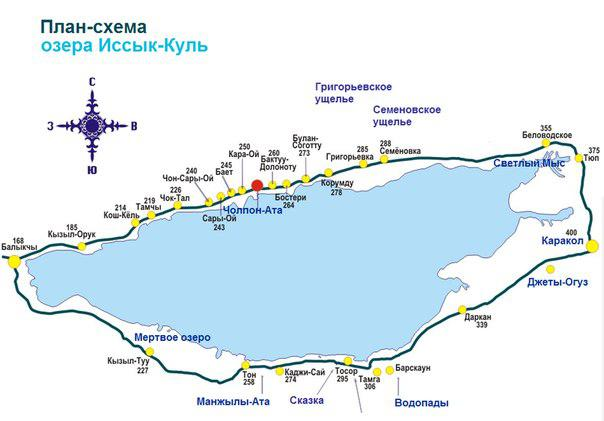 План-схема
озера Иссык-Куль
С
З
В
Ю
Григорьевское
ущелье
Семеновское
ущелье
355
Беловодское
375
Тюп
Светлый Мыс
288
Семёновка
285
Григорьевка
Булан-
Соготту
273
Корумду
278
260
Бактуу-
Долоноту
Бостери
264
250
Кара-Ой
Чолпон-Ата
245
Бает
240
Чон-Сары-Ой
Сары-Ой
243
226
Чок-Тал
219
Тамчы
214
Кош-Кёль
185
Кызыл-Орук
168
Балыкчы
Каракол
400
Джеты-Огуз
Даркан
339
Мертвое озеро
Кызыл-Туу
227
Тон
258
Манжылы-Ата
Каджи-Сай
274
Сказка
Тосор
295
Тамга
306
Барскаун
Водопады